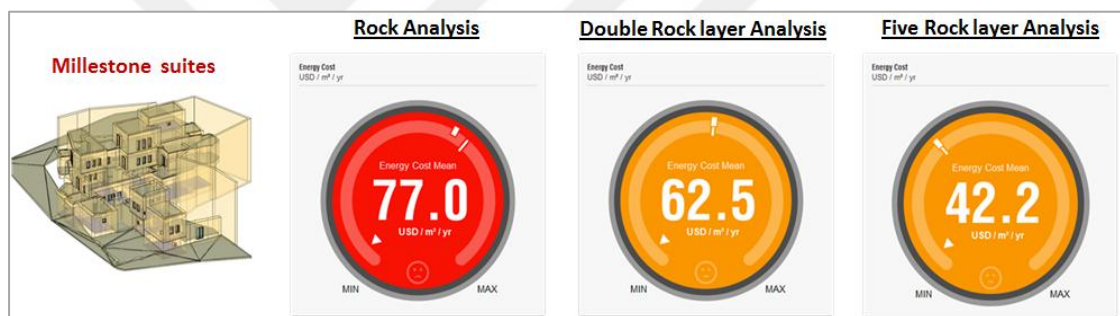 Millestone suites
Rock Analysis
Energy Cost
USD / m² / yr
Energy Cost Mean
77.0
USD / m² / yr
MIN MAX
Double Rock layer Analysis
Energy Cost
USD / m² / yr
Energy Cost Mean
62.5
USD / m² / yr
MIN MAX
Five Rock layer Analysis
Energy Cost
USD / m² / yr
Energy Cost Mean
42.2
USD / m² / yr
MIN MAX